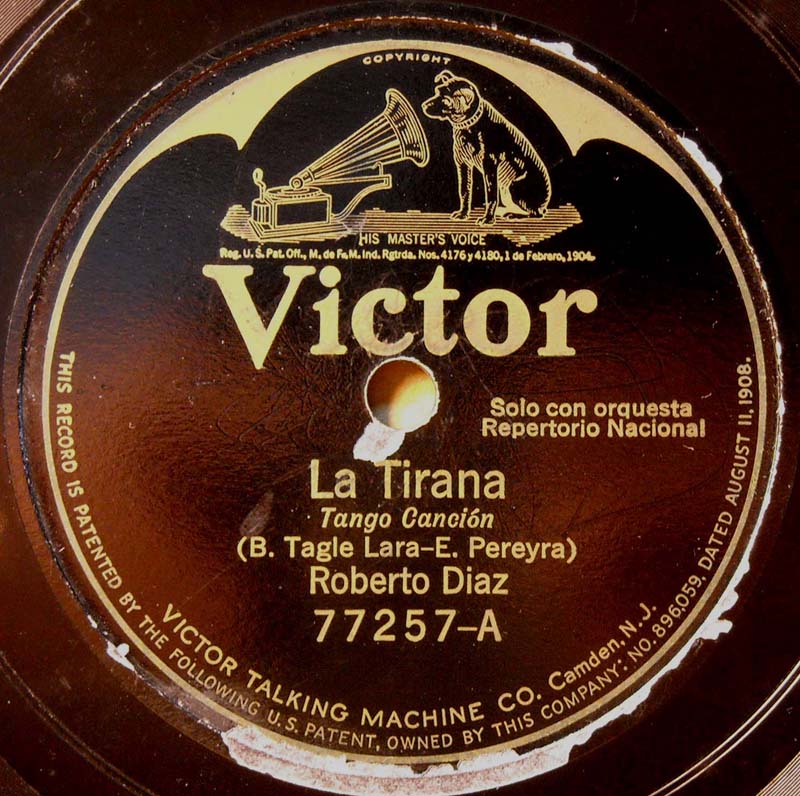 COPYRIGHT
HIS MASTER'S VOICE
Reg. U.S. Pat. Off., M. de F., M. Ind. Rgtrda. Nos. 4176 y 4180, 1 de Febrero, 1904.
Victor
Solo con orquesta
Repertorio Nacional
La Tirana
Tango Canción
(B. Tagle Lara–E. Pereyra)
Roberto Diaz
77257–A
VICTOR TALKING MACHINE CO. Camden, N.J.
THIS RECORD IS PATENTED BY THE FOLLOWING U.S. PATENT, OWNED BY THIS COMPANY: NO. 896,059, DATED AUGUST 11, 1908.